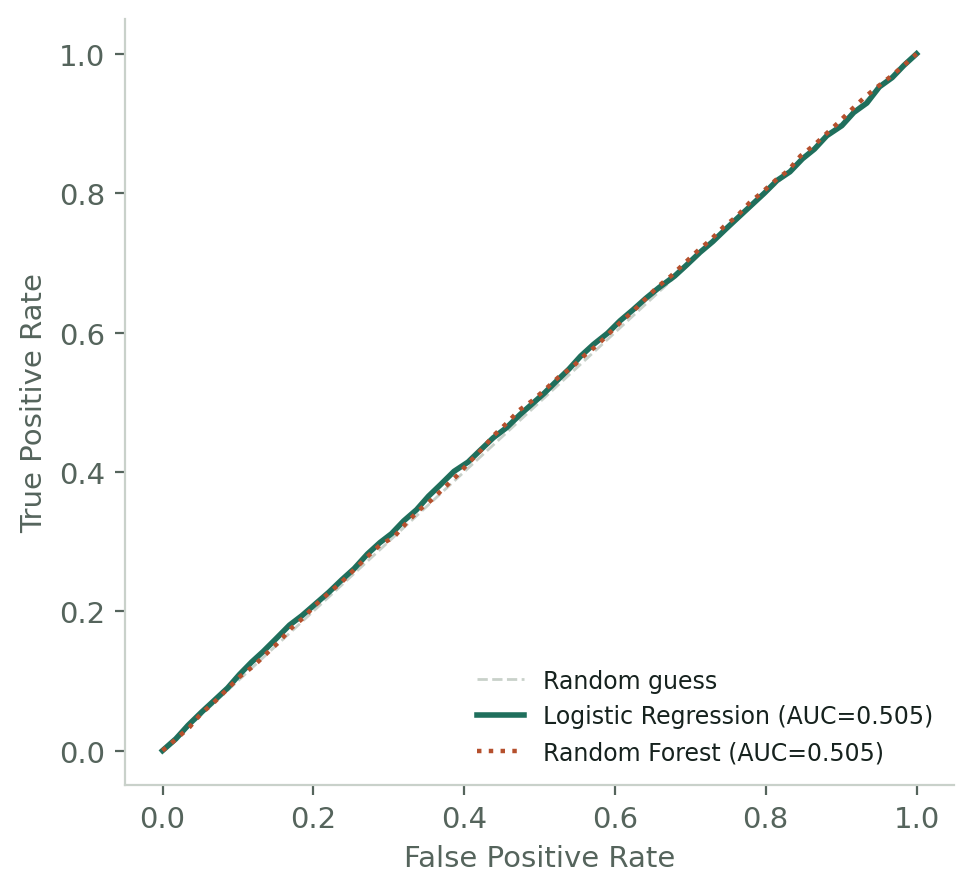 1.0
0.8
0.6
0.4
0.2
0.0
True Positive Rate
Random guess
Logistic Regression (AUC=0.505)
Random Forest (AUC=0.505)
0.0 0.2 0.4 0.6 0.8 1.0
False Positive Rate